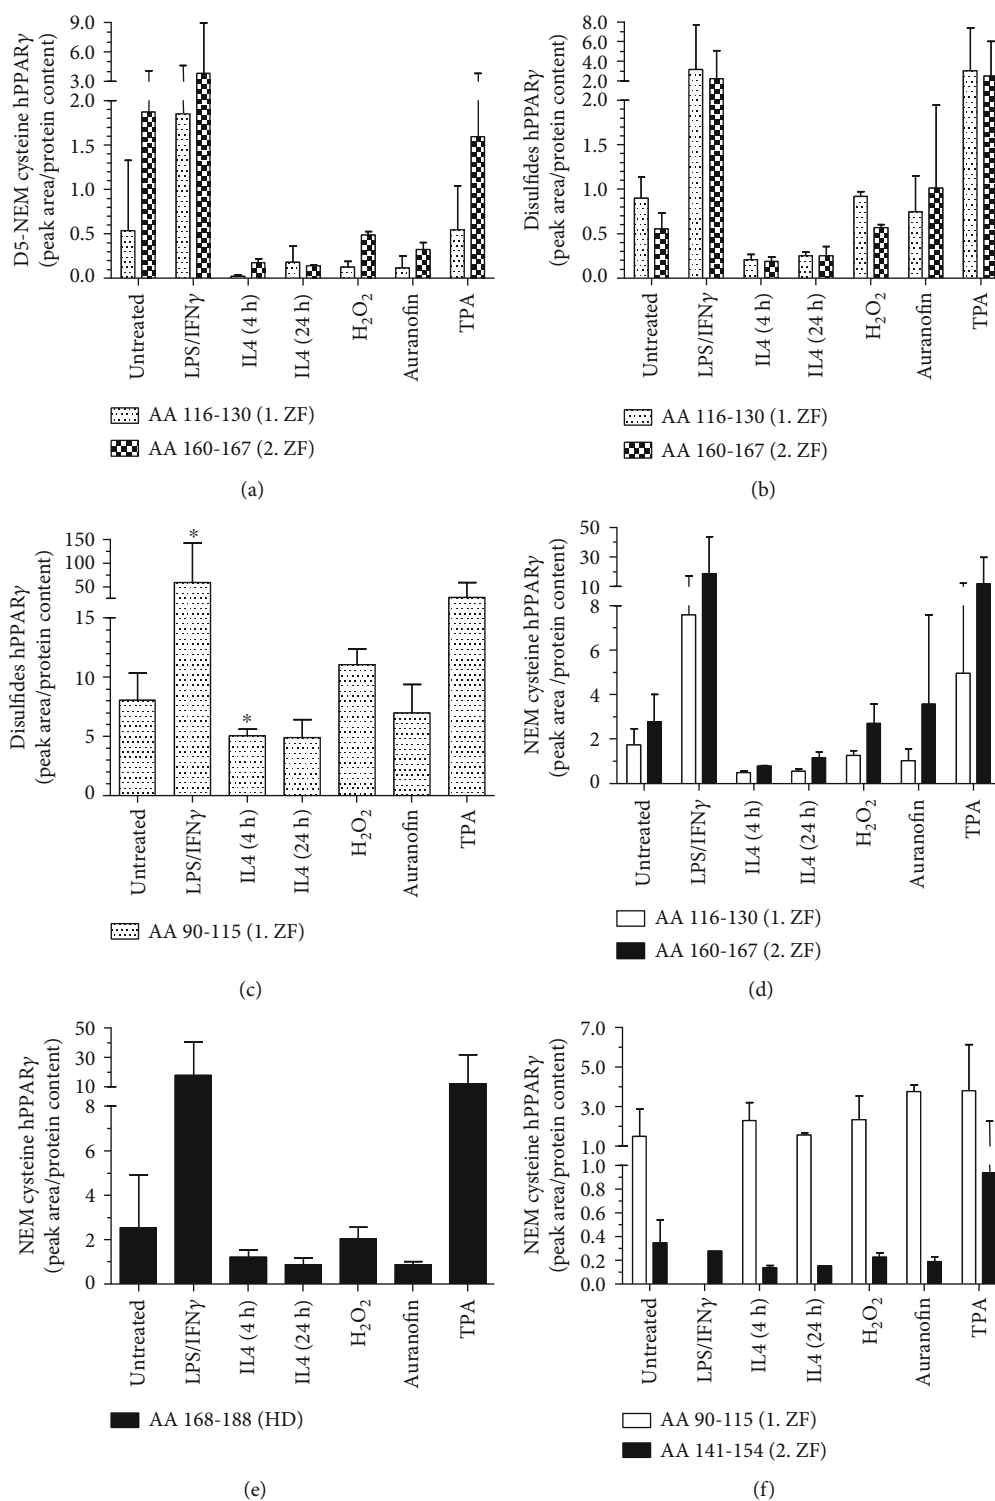 D5-NEM cysteine hPPARγ
(peak area/protein content)
9.0
6.0
3.0
2.0
1.5
1.0
0.5
0.0
Untreated
LPS/IFNγ
IL4 (4 h)
IL4 (24 h)
H₂O₂
Auranofin
TPA
AA 116-130 (1. ZF)
AA 160-167 (2. ZF)
(a)
Disulfides hPPARγ
(peak area/protein content)
8.0
6.0
4.0
2.0
2.0
1.5
1.0
0.5
0.0
Untreated
LPS/IFNγ
IL4 (4 h)
IL4 (24 h)
H₂O₂
Auranofin
TPA
AA 116-130 (1. ZF)
AA 160-167 (2. ZF)
(b)
Disulfides hPPARγ
(peak area/protein content)
150
100
50
15
10
5
0
*
*
Untreated
LPS/IFNγ
IL4 (4 h)
IL4 (24 h)
H₂O₂
Auranofin
TPA
AA 90-115 (1. ZF)
(c)
NEM cysteine hPPARγ
(peak area /protein content)
50
30
10
8
6
4
2
0
Untreated
LPS/IFNγ
IL4 (4 h)
IL4 (24 h)
H₂O₂
Auranofin
TPA
AA 116-130 (1. ZF)
AA 160-167 (2. ZF)
(d)
NEM cysteine hPPARγ
(peak area/protein content)
50
30
10
8
6
4
2
0
Untreated
LPS/IFNγ
IL4 (4 h)
IL4 (24 h)
H₂O₂
Auranofin
TPA
AA 168-188 (HD)
(e)
NEM cysteine hPPARγ
(peak area/protein content)
7.0
5.0
3.0
1.0
1.0
0.8
0.6
0.4
0.2
0.0
Untreated
LPS/IFNγ
IL4 (4 h)
IL4 (24 h)
H₂O₂
Auranofin
TPA
AA 90-115 (1. ZF)
AA 141-154 (2. ZF)
(f)